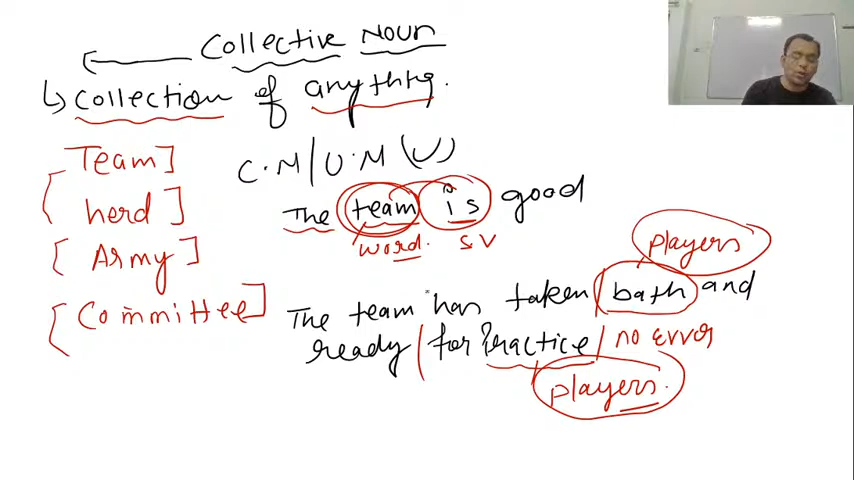 Collective Noun
collection of anything.
Team
herd
Army
Committee
C.N/U.N (V)
The team is good
word. SV
players
The team has taken / bath and
ready / for Practice / no error
players.